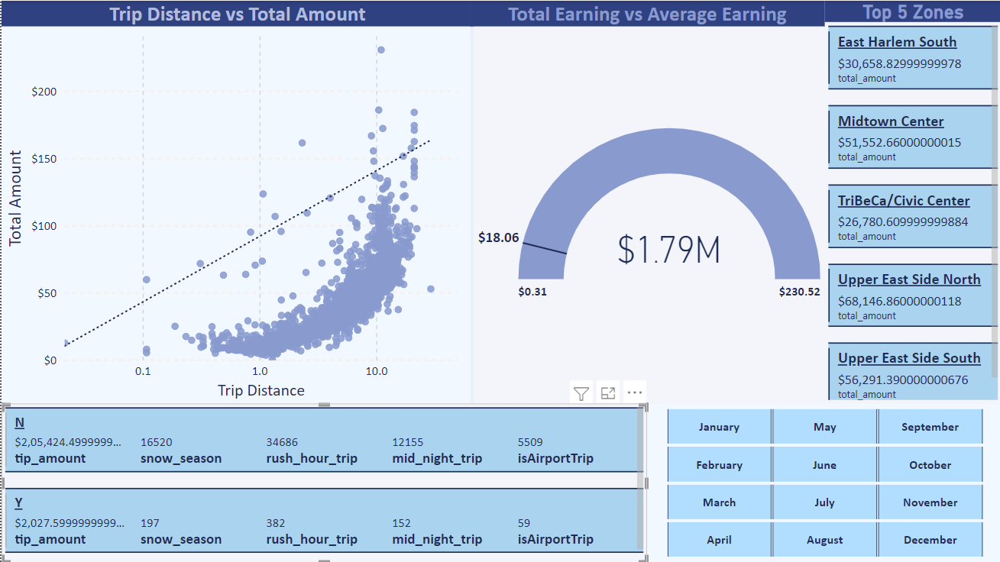 Trip Distance vs Total Amount
Total Amount
$200
$150
$100
$50
$0
0.1
1.0
10.0
Trip Distance
Total Earning vs Average Earning
$18.06
$1.79M
$0.31
$230.52
Top 5 Zones
East Harlem South
$30,658.82999999978
total_amount
Midtown Center
$51,552.66000000015
total_amount
TriBeCa/Civic Center
$26,780.609999999884
total_amount
Upper East Side North
$68,146.86000000118
total_amount
Upper East Side South
$56,291.390000000676
total_amount
N
$2,05,424.4999999... 16520 34686 12155 5509
tip_amount snow_season rush_hour_trip mid_night_trip isAirportTrip
Y
$2,027.5999999999... 197 382 152 59
tip_amount snow_season rush_hour_trip mid_night_trip isAirportTrip
January May September
February June October
March July November
April August December